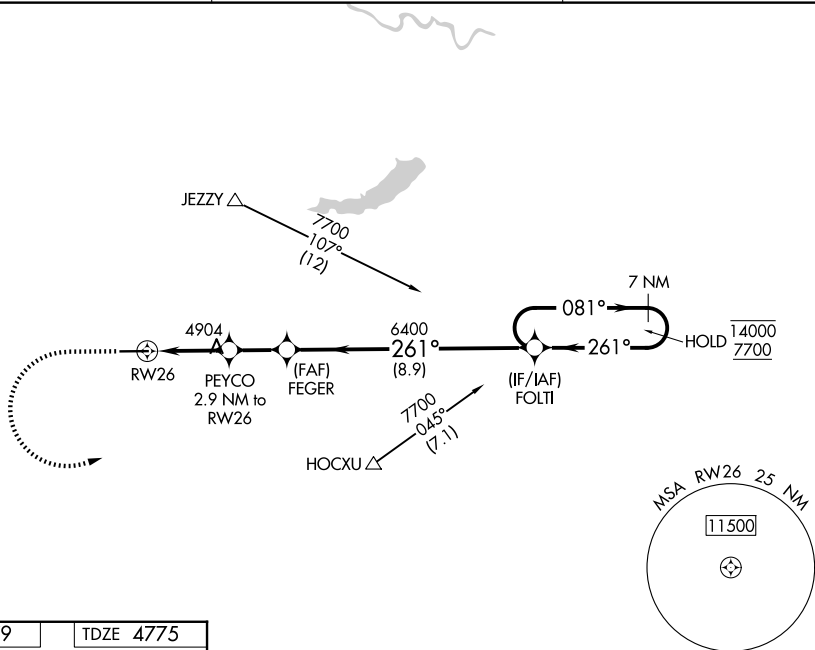 JEZZY
7700
107°
(12)
7 NM
081°
HOLD
14000
7700
4904
6400
261°
(8.9)
261°
RW26
PEYCO
2.9 NM to
RW26
(FAF)
FEGER
(IF/IAF)
FOLTI
7700
045°
(7.1)
HOCXU
MSA RW26 25 NM
11500
9
TDZE 4775